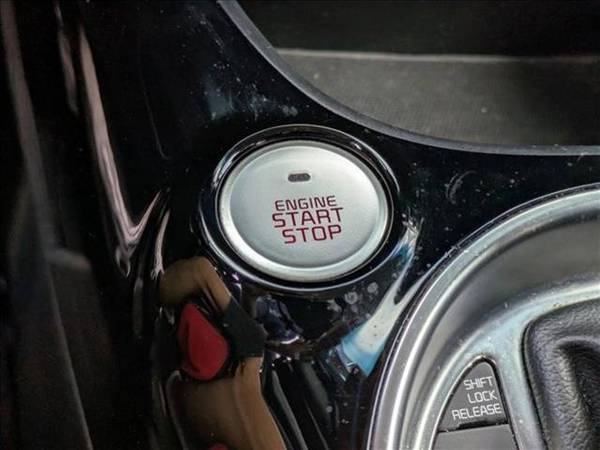 ENGINE
START
STOP
SHIFT
LOCK
RELEASE